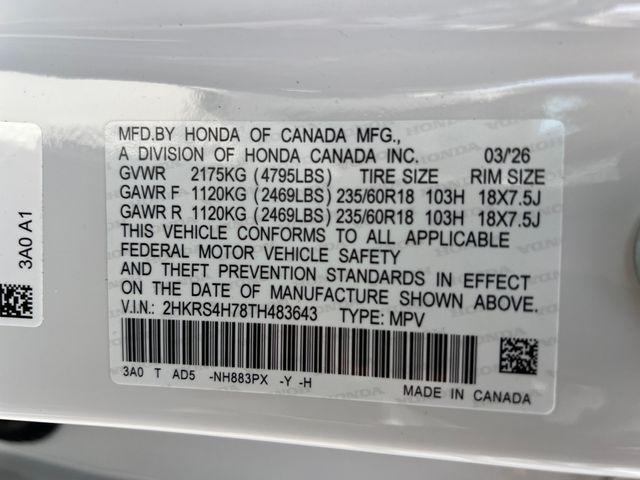 MFD.BY HONDA OF CANADA MFG.,
A DIVISION OF HONDA CANADA INC. 03/'26
GVWR 2175KG (4795LBS) TIRE SIZE RIM SIZE
GAWR F 1120KG (2469LBS) 235/60R18 103H 18X7.5J
GAWR R 1120KG (2469LBS) 235/60R18 103H 18X7.5J
THIS VEHICLE CONFORMS TO ALL APPLICABLE
FEDERAL MOTOR VEHICLE SAFETY
AND THEFT PREVENTION STANDARDS IN EFFECT
ON THE DATE OF MANUFACTURE SHOWN ABOVE.
V.I.N.: 2HKRS4H78TH483643 TYPE: MPV
3A0 T AD5 -NH883PX -Y -H
MADE IN CANADA
3A0 A1